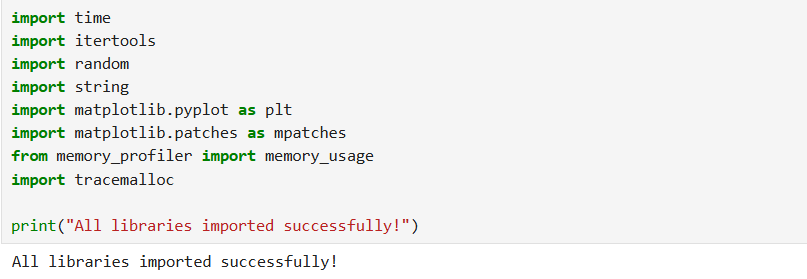 import time
import itertools
import random
import string
import matplotlib.pyplot as plt
import matplotlib.patches as mpatches
from memory_profiler import memory_usage
import tracemalloc
print("All libraries imported successfully!")
All libraries imported successfully!